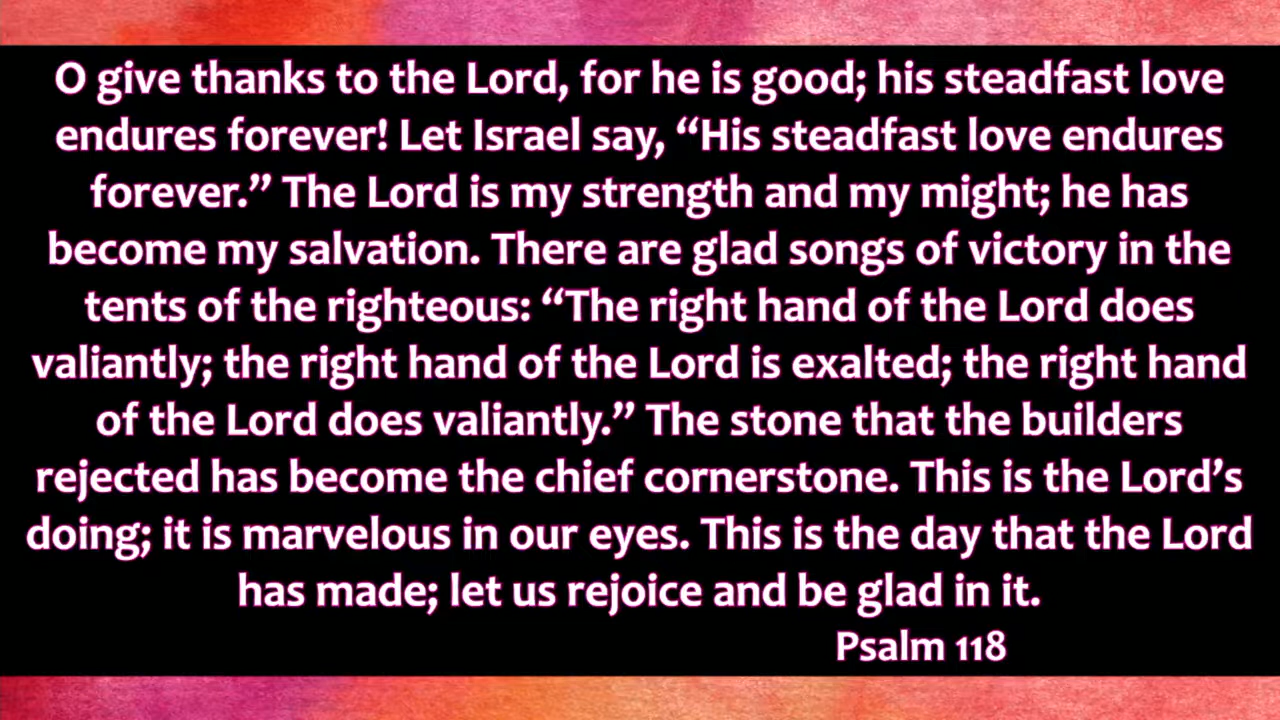 O give thanks to the Lord, for he is good; his steadfast love
endures forever! Let Israel say, “His steadfast love endures
forever.” The Lord is my strength and my might; he has
become my salvation. There are glad songs of victory in the
tents of the righteous: “The right hand of the Lord does
valiantly; the right hand of the Lord is exalted; the right hand
of the Lord does valiantly.” The stone that the builders
rejected has become the chief cornerstone. This is the Lord’s
doing; it is marvelous in our eyes. This is the day that the Lord
has made; let us rejoice and be glad in it.
Psalm 118